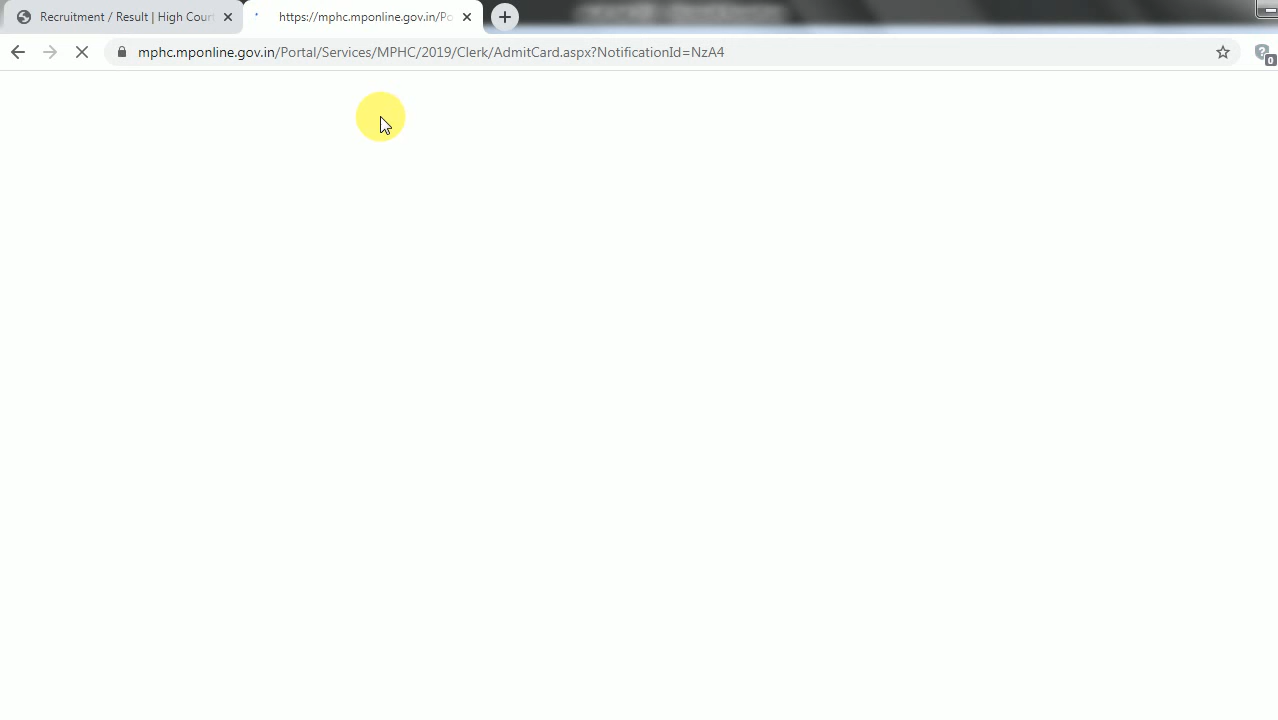 Recruitment / Result | High Cour
https://mphc.mponline.gov.in/Po
mphc.mponline.gov.in/Portal/Services/MPHC/2019/Clerk/AdmitCard.aspx?NotificationId=NzA4
0